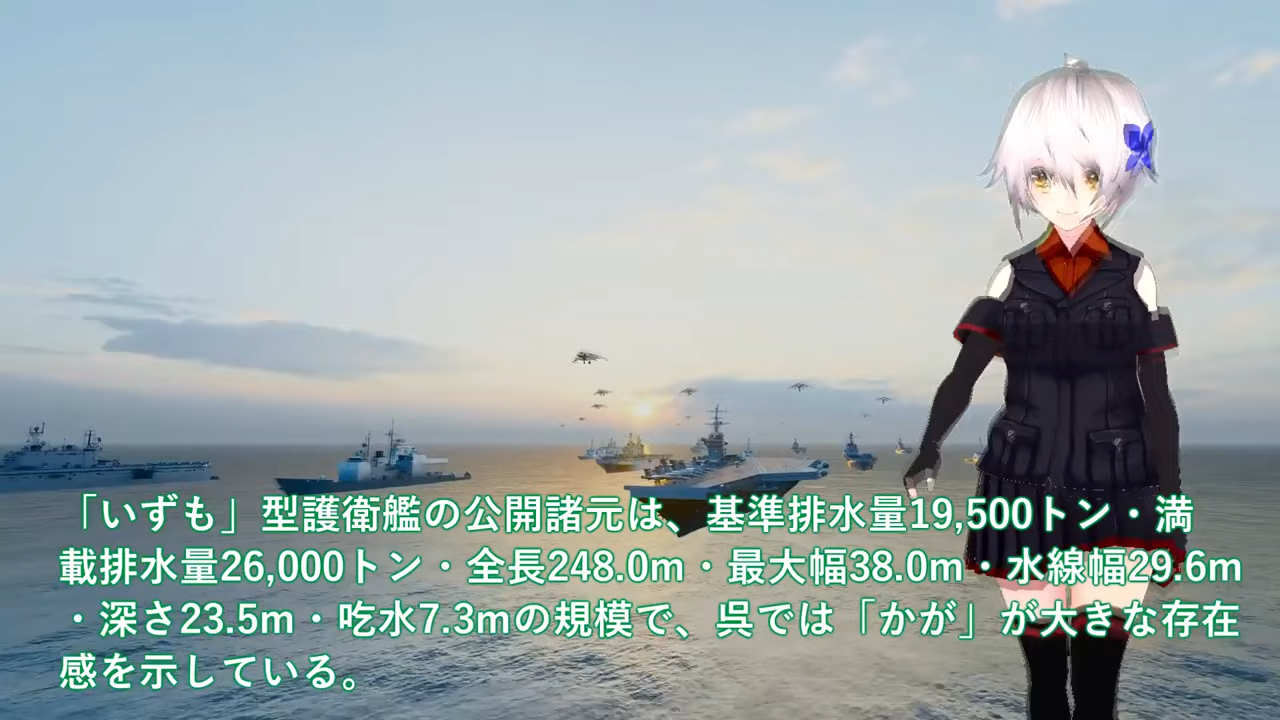 「いずも」型護衛艦の公開諸元は、基準排水量19,500トン・満
載排水量26,000トン・全長248.0m・最大幅38.0m・水線幅29.6m
・深さ23.5m・吃水7.3mの規模で、呉では「かが」が大きな存在
感を示している。